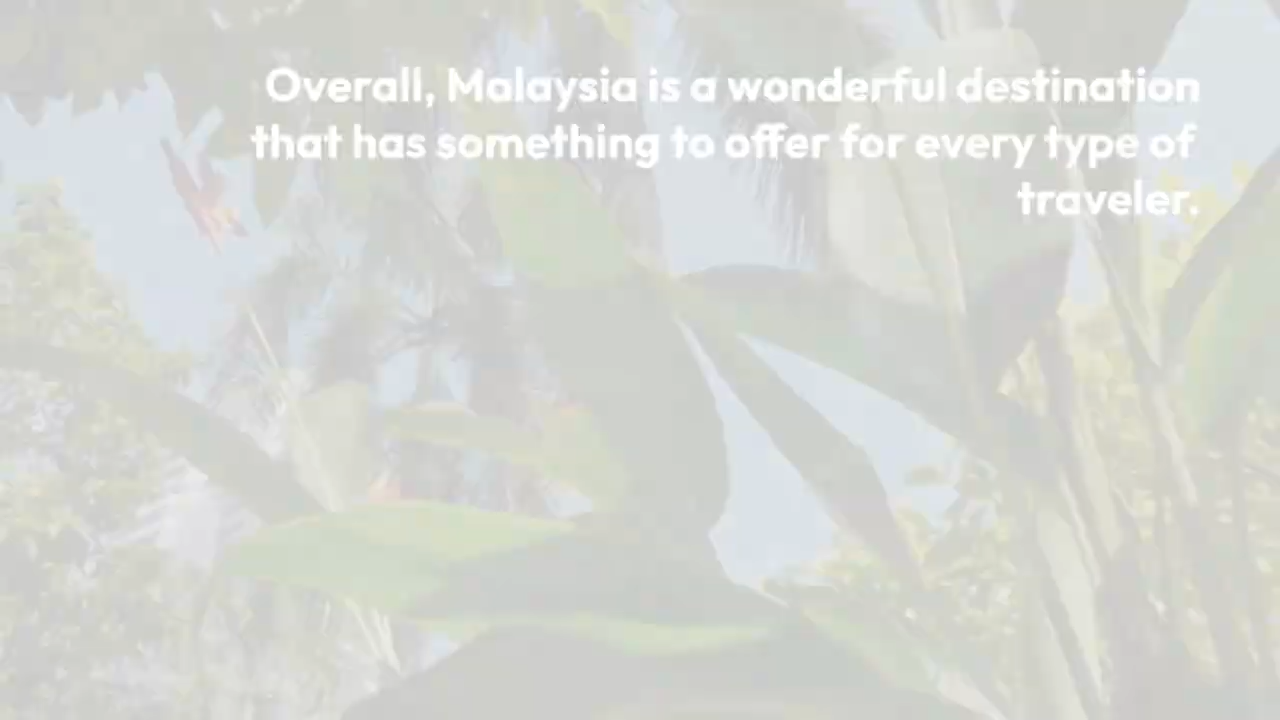 Overall, Malaysia is a wonderful destination
that has something to offer for every type of
traveler.